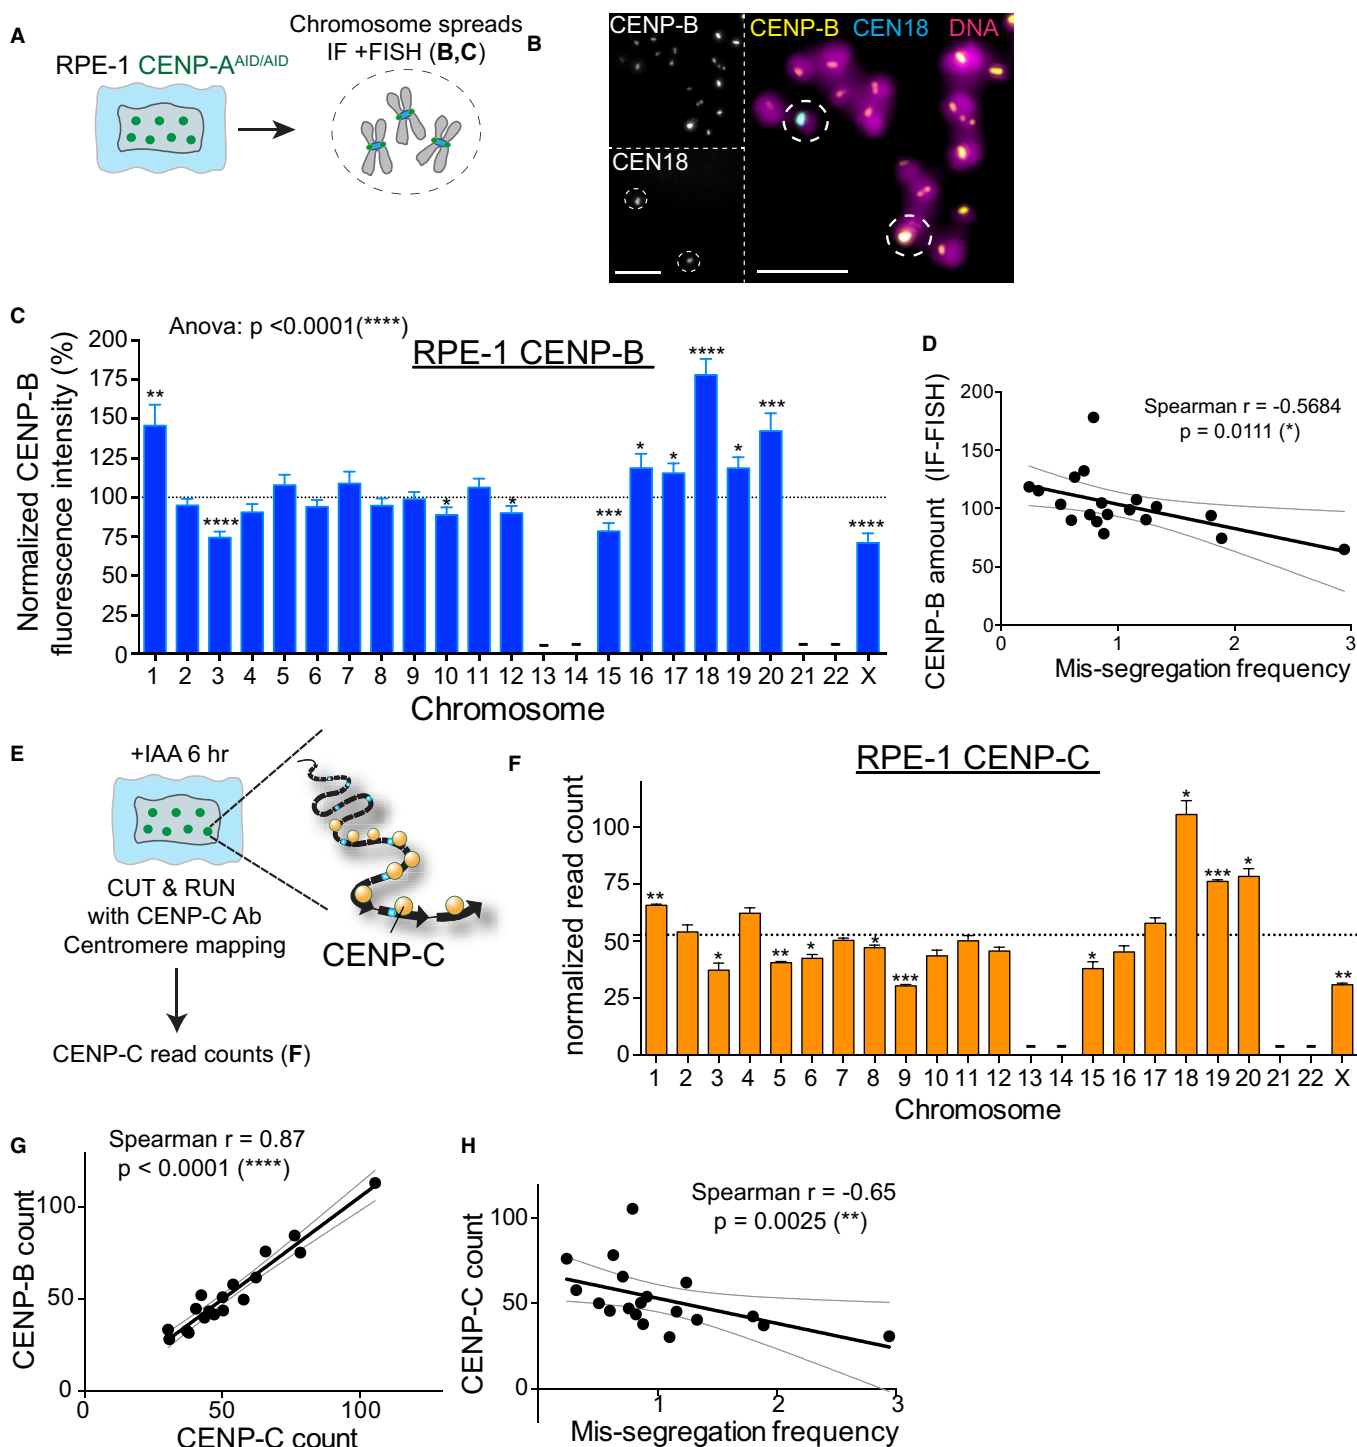 A
RPE-1 CENP-A^AID/AID
Chromosome spreads
IF +FISH (B,C)
B
CENP-B
CEN18
CENP-B CEN18 DNA
C
Anova: p <0.0001(****)
RPE-1 CENP-B
Normalized CENP-B
fluorescence intensity (%)
200
175
150
125
100
75
50
25
0
** **** * * *** * * **** * *** ****
- - - -
1 2 3 4 5 6 7 8 9 10 11 12 13 14 15 16 17 18 19 20 21 22 X
Chromosome
D
CENP-B amount (IF-FISH)
200
150
100
50
0
Spearman r = -0.5684
p = 0.0111 (*)
0 1 2 3
Mis-segregation frequency
E
+IAA 6 hr
CUT & RUN
with CENP-C Ab
Centromere mapping
CENP-C
CENP-C read counts (F)
F
RPE-1 CENP-C
normalized read count
100
75
50
25
0
** * ** * * *** * * *** * **
- - - -
1 2 3 4 5 6 7 8 9 10 11 12 13 14 15 16 17 18 19 20 21 22 X
Chromosome
G
Spearman r = 0.87
p < 0.0001 (****)
CENP-B count
100
50
0
0 50 100
CENP-C count
H
Spearman r = -0.65
p = 0.0025 (**)
CENP-C count
100
50
0
1 2 3
Mis-segregation frequency